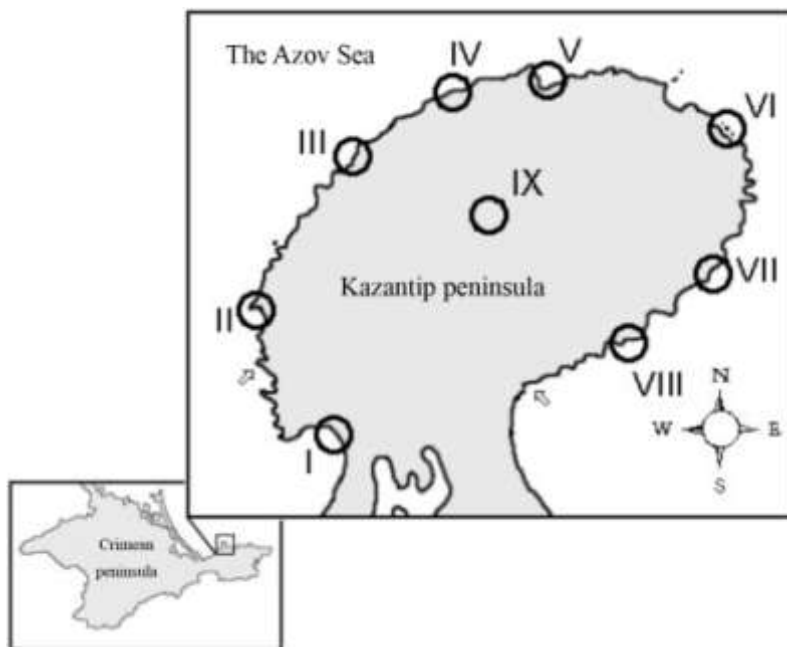 The Azov Sea
IV
V
VI
III
IX
Kazantip peninsula
VII
II
VIII
N
W
E
S
I
Crimean
peninsula